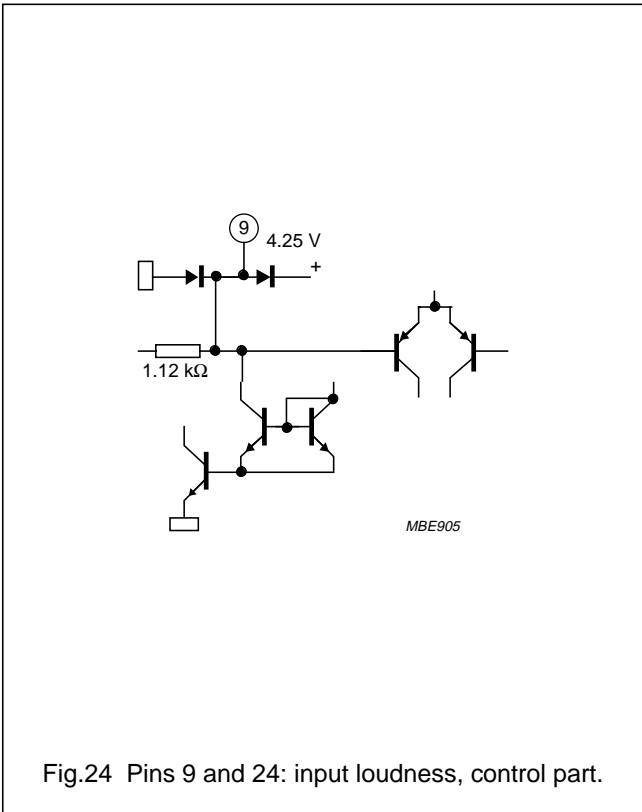 9
4.25 V
+
1.12 kΩ
MBE905
Fig.24 Pins 9 and 24: input loudness, control part.